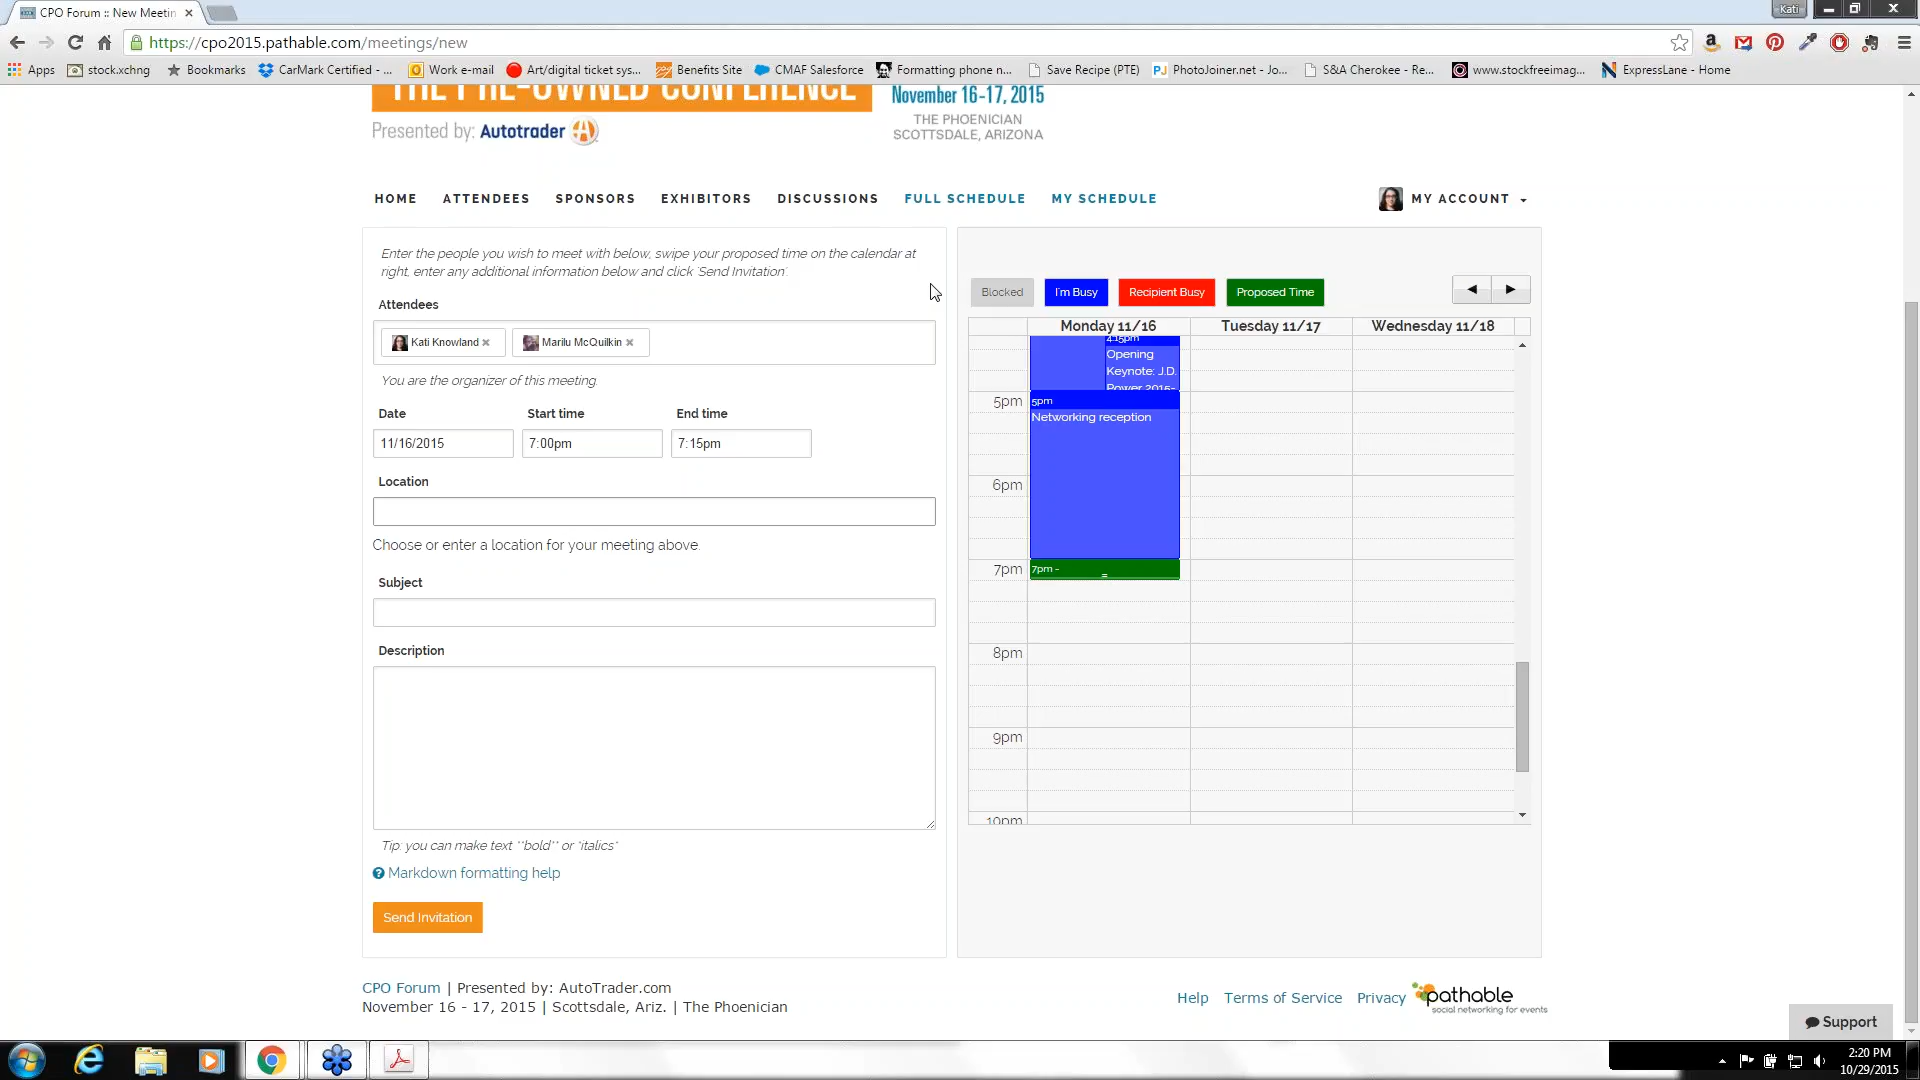 CPO Forum :: New Meetin
Kati
https://cpo2015.pathable.com/meetings/new
Apps
stock.xchng
Bookmarks
CarMark Certified - ...
Work e-mail
Art/digital ticket sys...
Benefits Site
CMAF Salesforce
Formatting phone n...
Save Recipe (PTE)
PhotoJoiner.net - Jo...
S&A Cherokee - Re...
www.stockfreeimag...
ExpressLane - Home
THE PRE-OWNED CONFERENCE
November 16-17, 2015
Presented by: Autotrader
THE PHOENICIAN
SCOTTSDALE, ARIZONA
HOME
ATTENDEES
SPONSORS
EXHIBITORS
DISCUSSIONS
FULL SCHEDULE
MY SCHEDULE
MY ACCOUNT
Enter the people you wish to meet with below, swipe your proposed time on the calendar at
right, enter any additional information below and click 'Send Invitation'.
Attendees
Kati Knowland
Marilu McQuilkin
You are the organizer of this meeting.
Date
Start time
End time
11/16/2015
7:00pm
7:15pm
Location
Choose or enter a location for your meeting above.
Subject
Description
Tip: you can make text **bold** or *italics*
Markdown formatting help
Send Invitation
Blocked
I'm Busy
Recipient Busy
Proposed Time
Monday 11/16
Tuesday 11/17
Wednesday 11/18
4:15pm
Opening
Keynote: J.D.
Power 2015-
5pm
5pm
Networking reception
6pm
7pm
7pm -
8pm
9pm
10pm
CPO Forum | Presented by: AutoTrader.com
November 16 - 17, 2015 | Scottsdale, Ariz. | The Phoenician
Help
Terms of Service
Privacy
pathable
social networking for events
Support
2:20 PM
10/29/2015